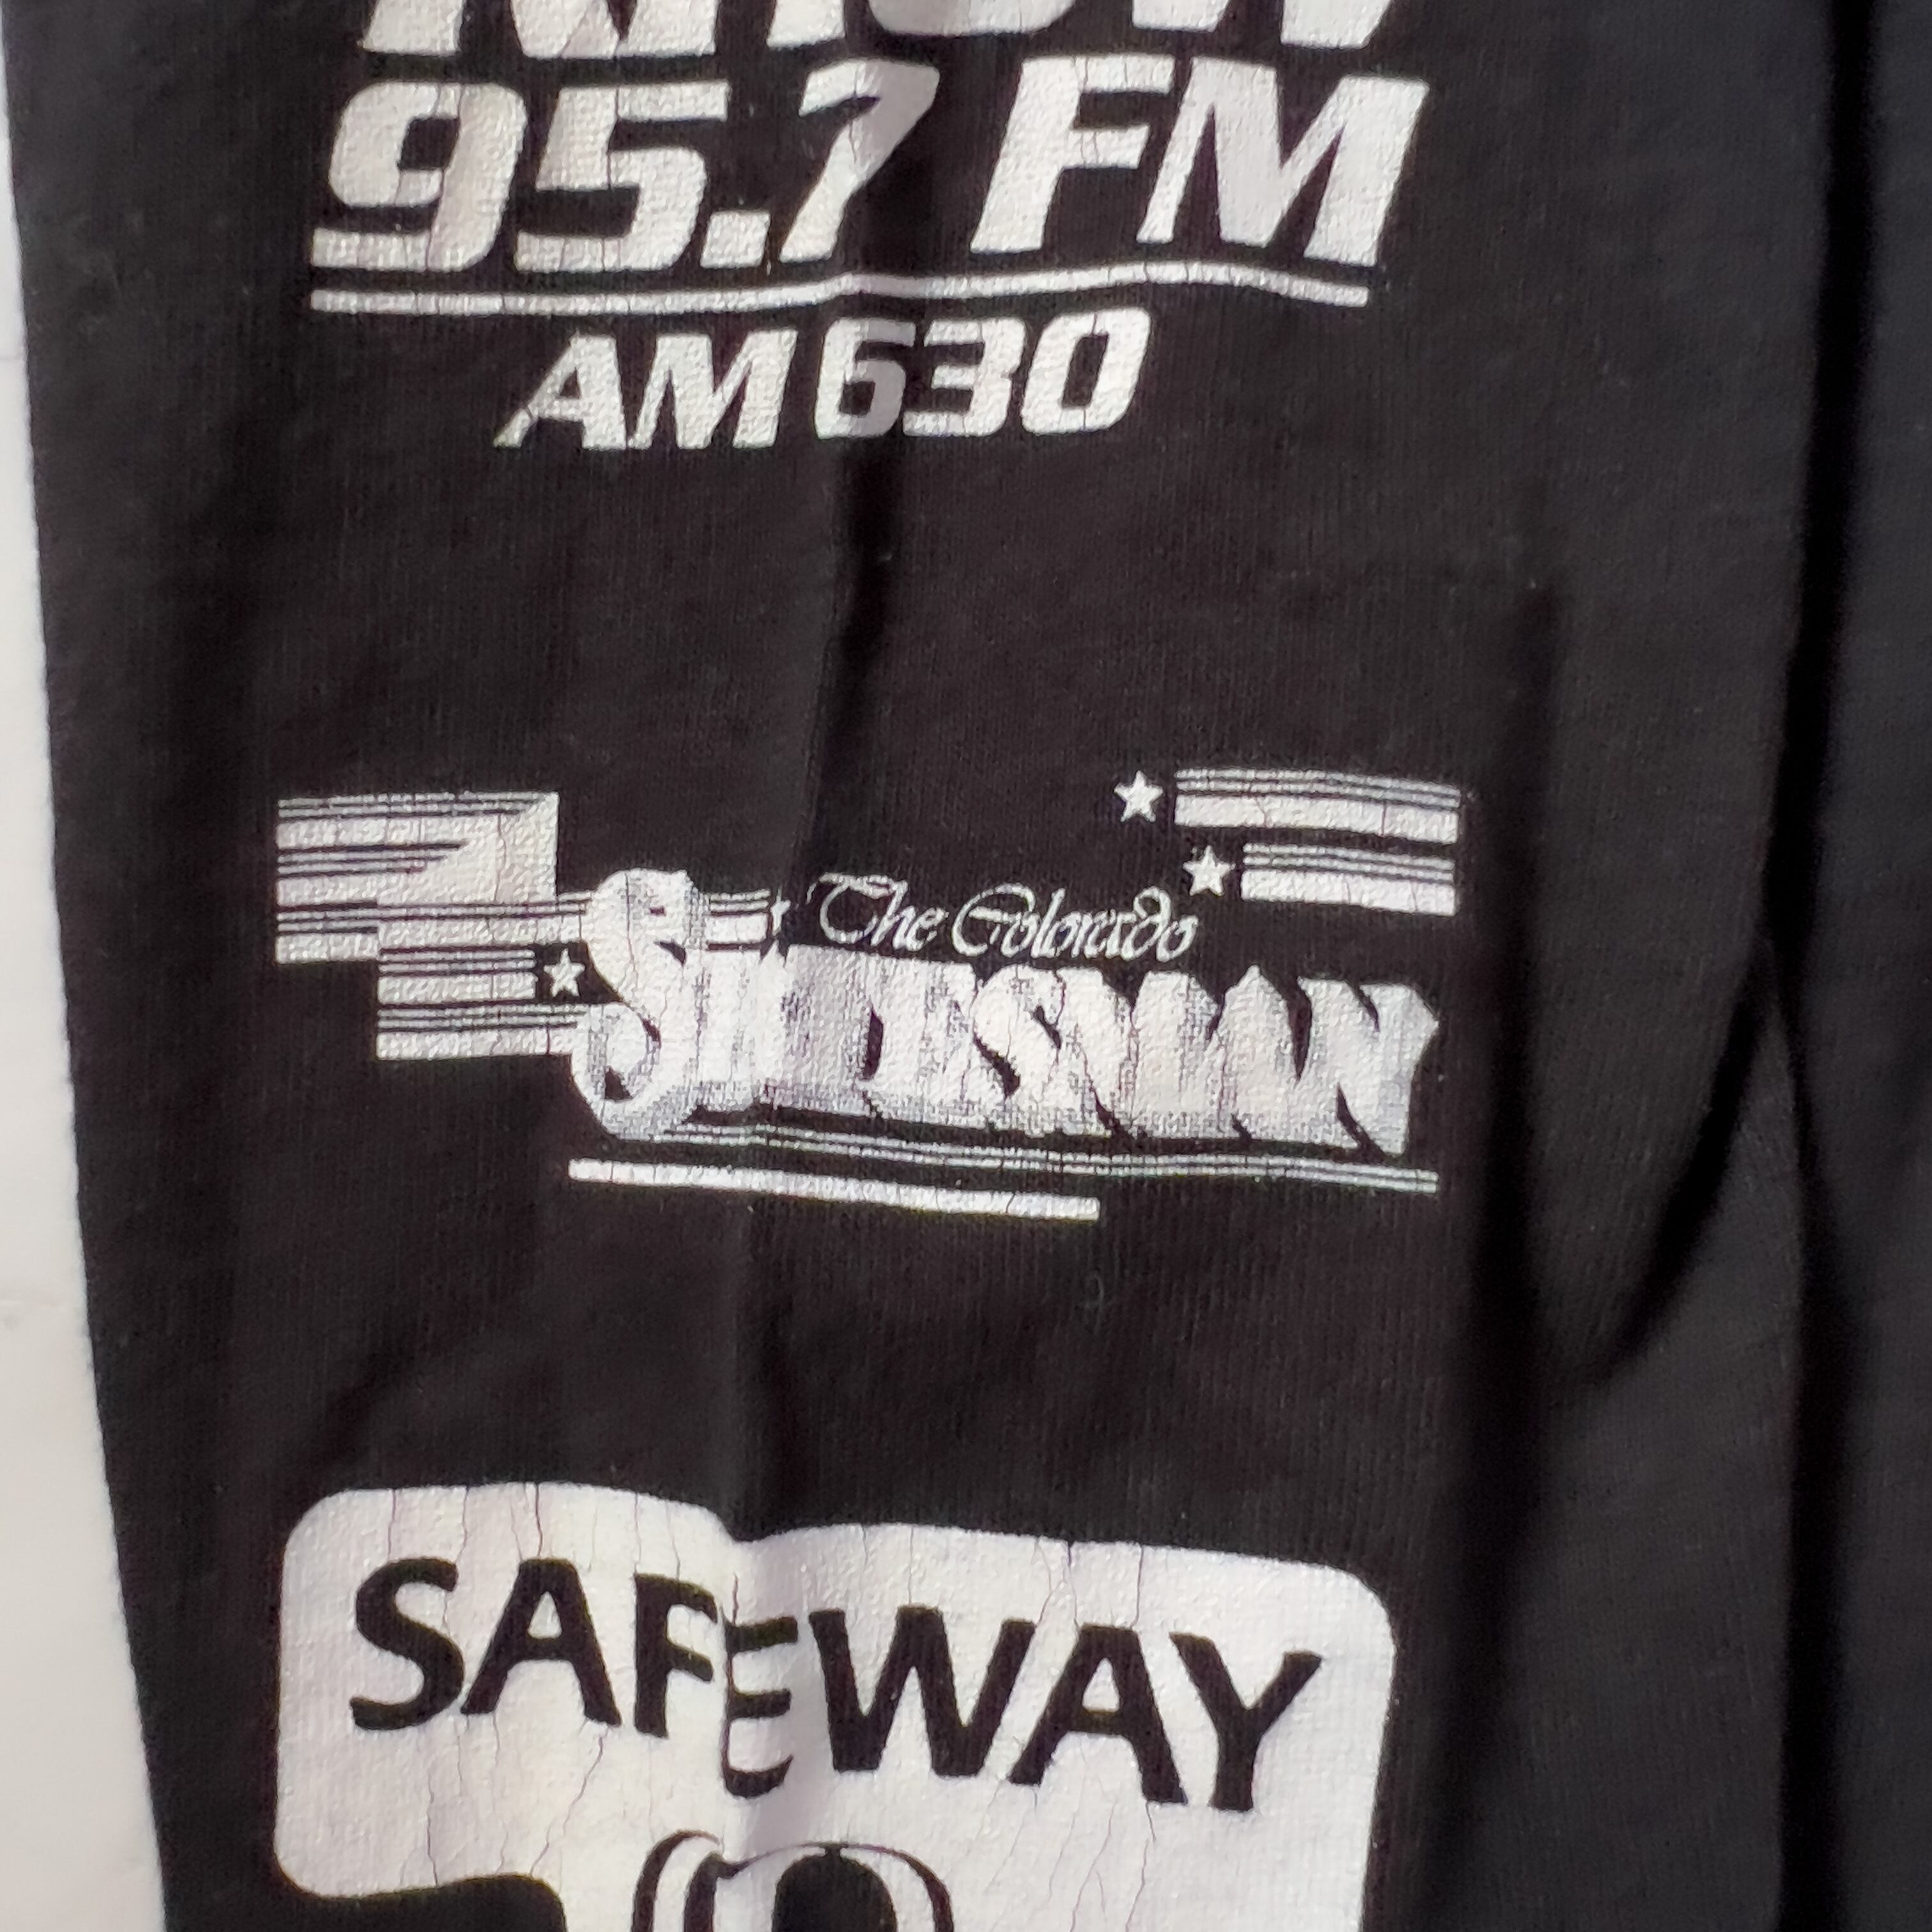 95.7 FM
AM 630
The Colorado
STATESMAN
SAFEWAY